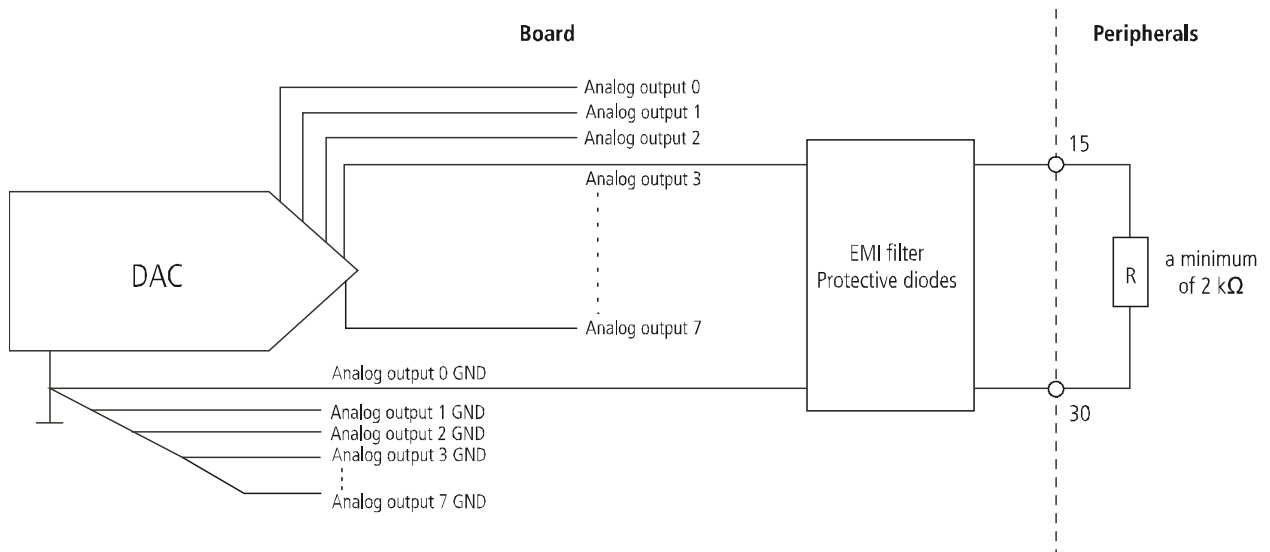 Board
Peripherals
Analog output 0
Analog output 1
Analog output 2
Analog output 3
Analog output 7
DAC
EMI filter
Protective diodes
15
R
a minimum
of 2 kΩ
30
Analog output 0 GND
Analog output 1 GND
Analog output 2 GND
Analog output 3 GND
Analog output 7 GND